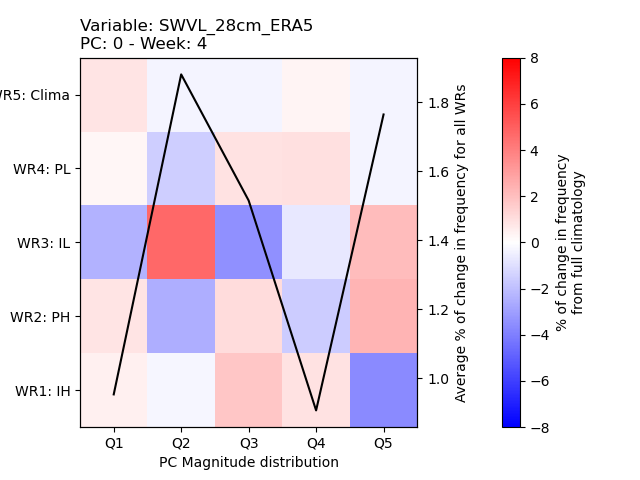 Variable: SWVL_28cm_ERA5
PC: 0 - Week: 4
WR5: Clima
WR4: PL
WR3: IL
WR2: PH
WR1: IH
Q1 Q2 Q3 Q4 Q5
PC Magnitude distribution
1.8
1.6
1.4
1.2
1.0
Average % of change in frequency for all WRs
8
6
4
2
0
−2
−4
−6
−8
% of change in frequency
from full climatology